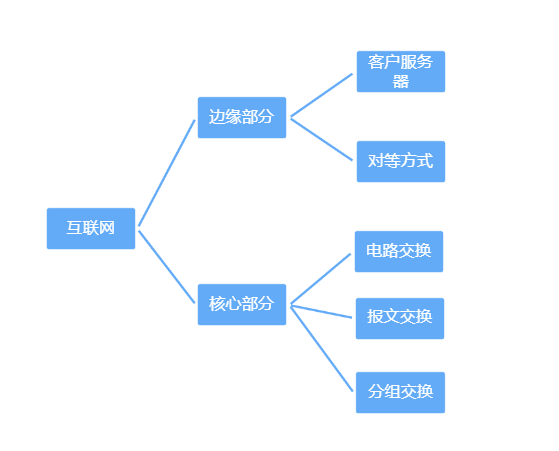 客户服务
器
边缘部分
对等方式
互联网
电路交换
核心部分
报文交换
分组交换